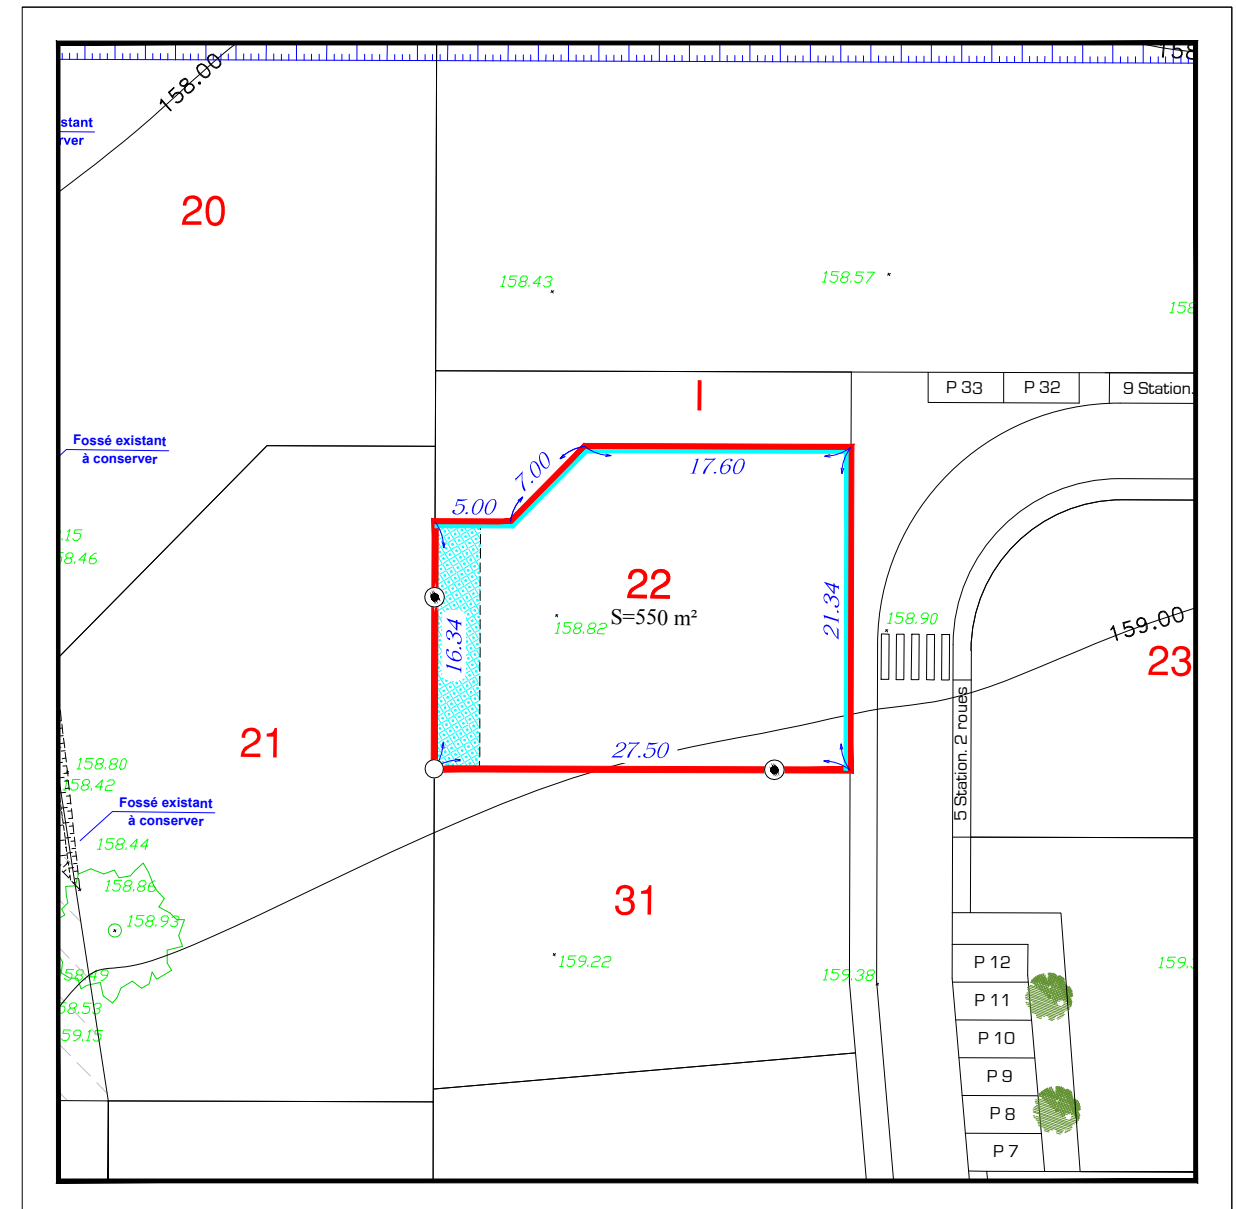 158.00
158
stant
rver
20
158.43
158.57
158
I
P 33
P 32
9 Station.
Fossé existant
à conserver
7.00
17.60
5.00
.15
58.46
22
S=550 m²
158.82
16.34
21.34
158.90
159.00
23
5 Station. 2 roues
21
27.50
158.80
158.42
Fossé existant
à conserver
158.44
158.86
158.93
31
159.22
159.38
159.
58.49
58.53
59.15
P 12
P 11
P 10
P 9
P 8
P 7